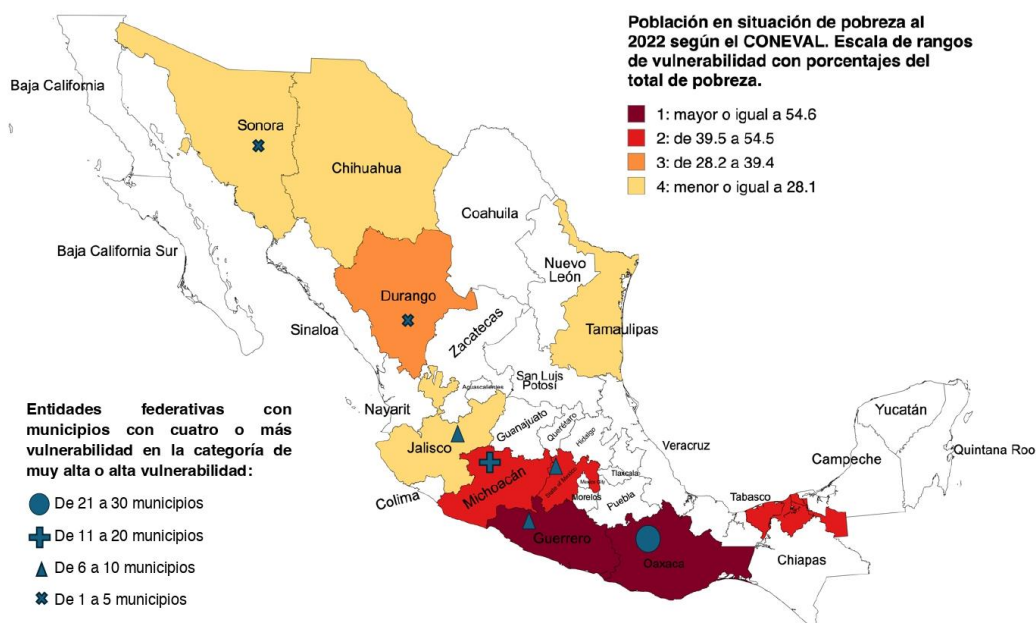 Población en situación de pobreza al
2022 según el CONEVAL. Escala de rangos
de vulnerabilidad con porcentajes del
total de pobreza.
1: mayor o igual a 54.6
2: de 39.5 a 54.5
3: de 28.2 a 39.4
4: menor o igual a 28.1
Baja California
Sonora
Chihuahua
Coahuila
Baja California Sur
Nuevo
León
Durango
Sinaloa
Zacatecas
Tamaulipas
Aguascalientes
San Luis
Potosí
Nayarit
Guanajuato
Querétaro
Hidalgo
Jalisco
Veracruz
Yucatán
Quintana Roo
Campeche
Colima
Michoacán
Tlaxcala
Morelos
Puebla
Tabasco
Guerrero
Oaxaca
Chiapas
Entidades federativas con
municipios con cuatro o más
vulnerabilidad en la categoría de
muy alta o alta vulnerabilidad:
De 21 a 30 municipios
De 11 a 20 municipios
De 6 a 10 municipios
De 1 a 5 municipios